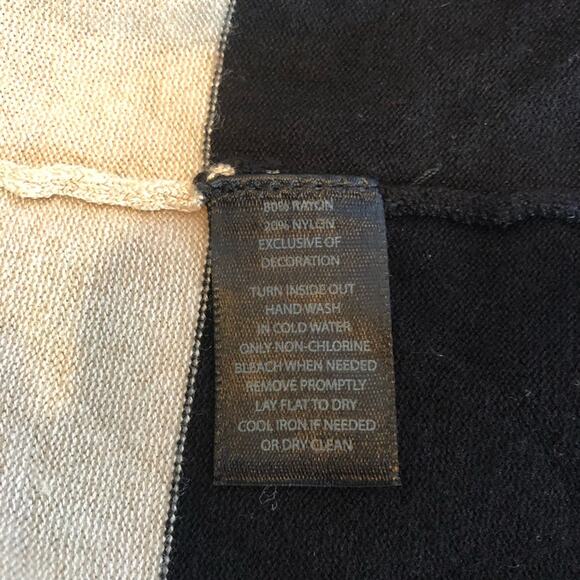 80% RAYON
20% NYLON
EXCLUSIVE OF
DECORATION
TURN INSIDE OUT
HAND WASH
IN COLD WATER
ONLY NON-CHLORINE
BLEACH WHEN NEEDED
REMOVE PROMPTLY
LAY FLAT TO DRY
COOL IRON IF NEEDED
OR DRY CLEAN